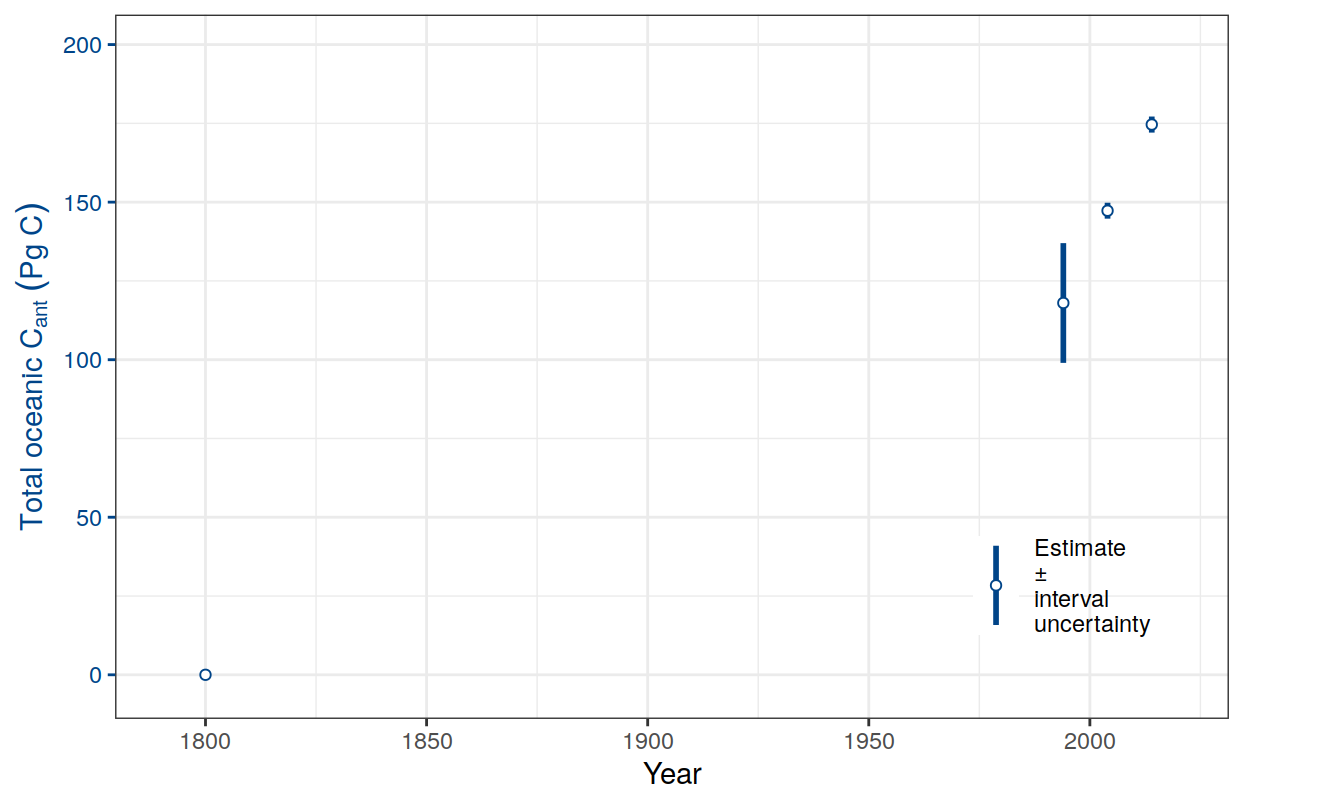 Total oceanic Cant (Pg C)
200
150
100
50
0
Estimate
±
interval
uncertainty
1800 1850 1900 1950 2000
Year